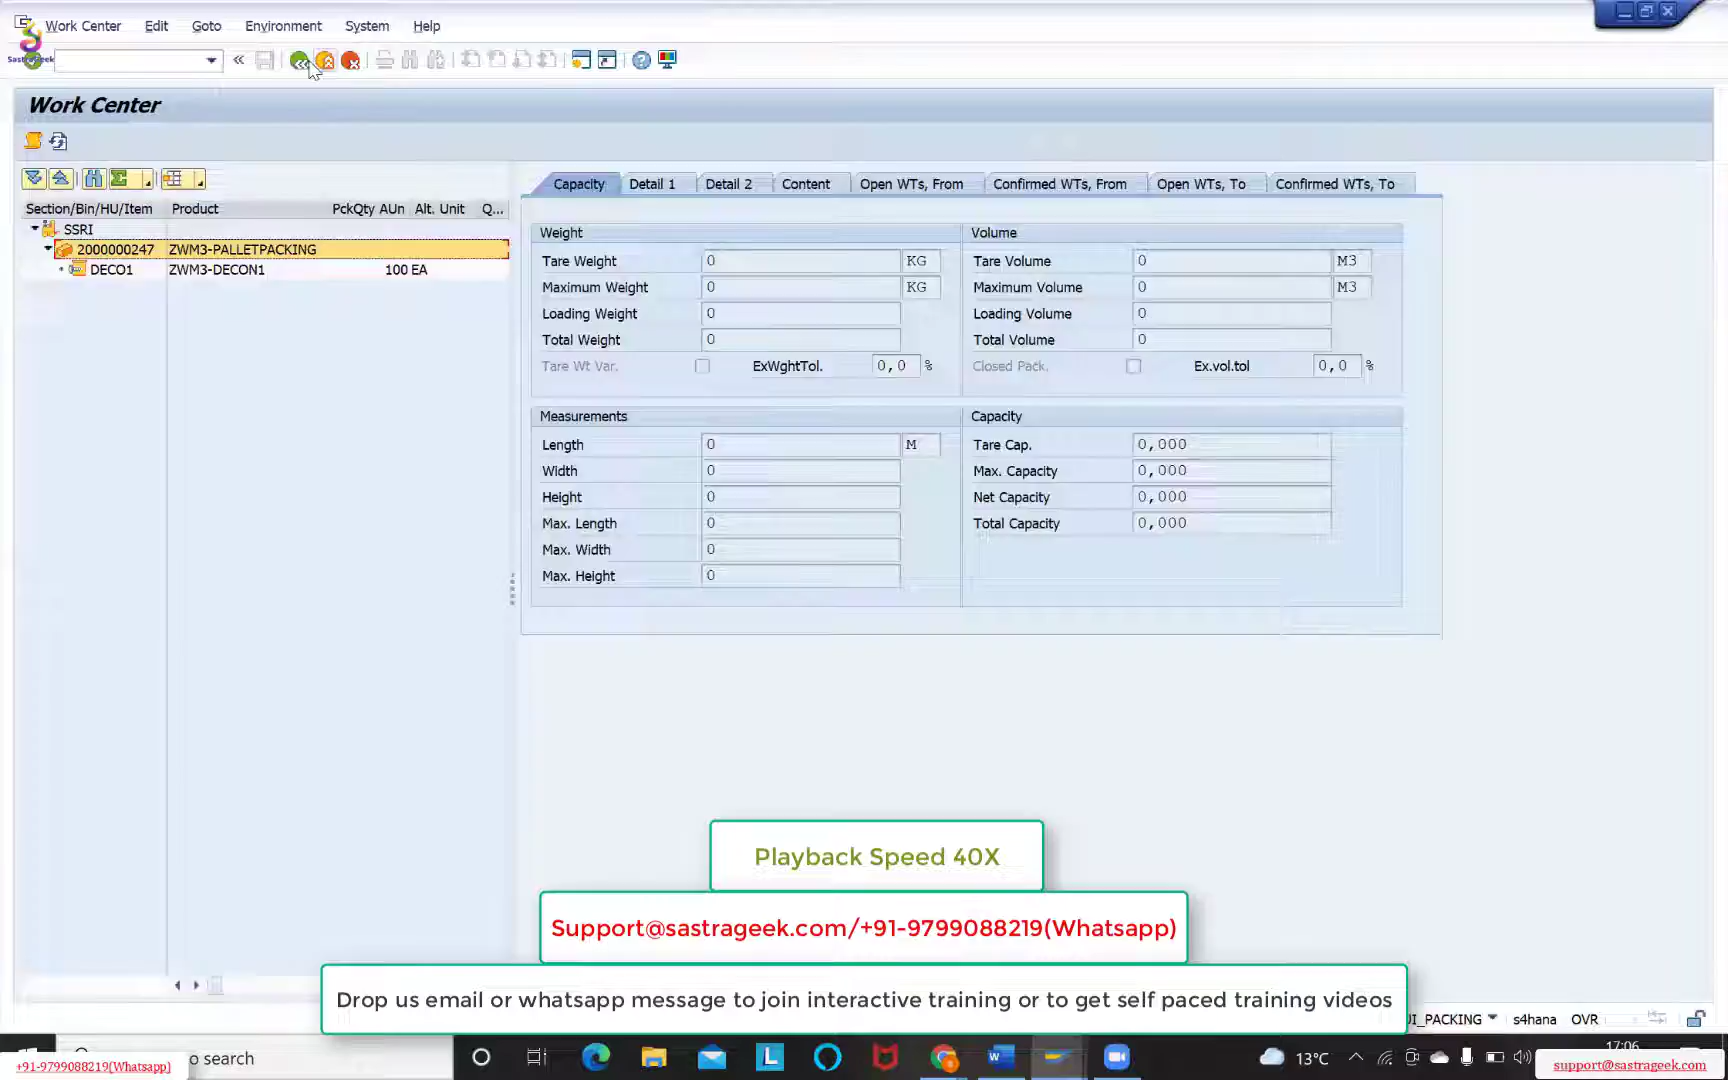 Work Center Edit Goto Environment System Help
SastraGeek
Work Center
Section/Bin/HU/Item Product PckQty AUn Alt. Unit Q...
SSRI
2000000247 ZWM3-PALLETPACKING
DECO1 ZWM3-DECON1 100 EA
Capacity Detail 1 Detail 2 Content Open WTs, From Confirmed WTs, From Open WTs, To Confirmed WTs, To
Weight
Tare Weight 0 KG
Maximum Weight 0 KG
Loading Weight 0
Total Weight 0
Tare Wt Var. ExWghtTol. 0,0 %
Volume
Tare Volume 0 M3
Maximum Volume 0 M3
Loading Volume 0
Total Volume 0
Closed Pack. Ex.vol.tol 0,0 %
Measurements
Length 0 M
Width 0
Height 0
Max. Length 0
Max. Width 0
Max. Height 0
Capacity
Tare Cap. 0,000
Max. Capacity 0,000
Net Capacity 0,000
Total Capacity 0,000
Playback Speed 40X
Support@sastrageek.com/+91-9799088219(Whatsapp)
Drop us email or whatsapp message to join interactive training or to get self paced training videos
UI_PACKING s4hana OVR
+91-9799088219(Whatsapp) o search
L
13°C
17:06
support@sastrageek.com